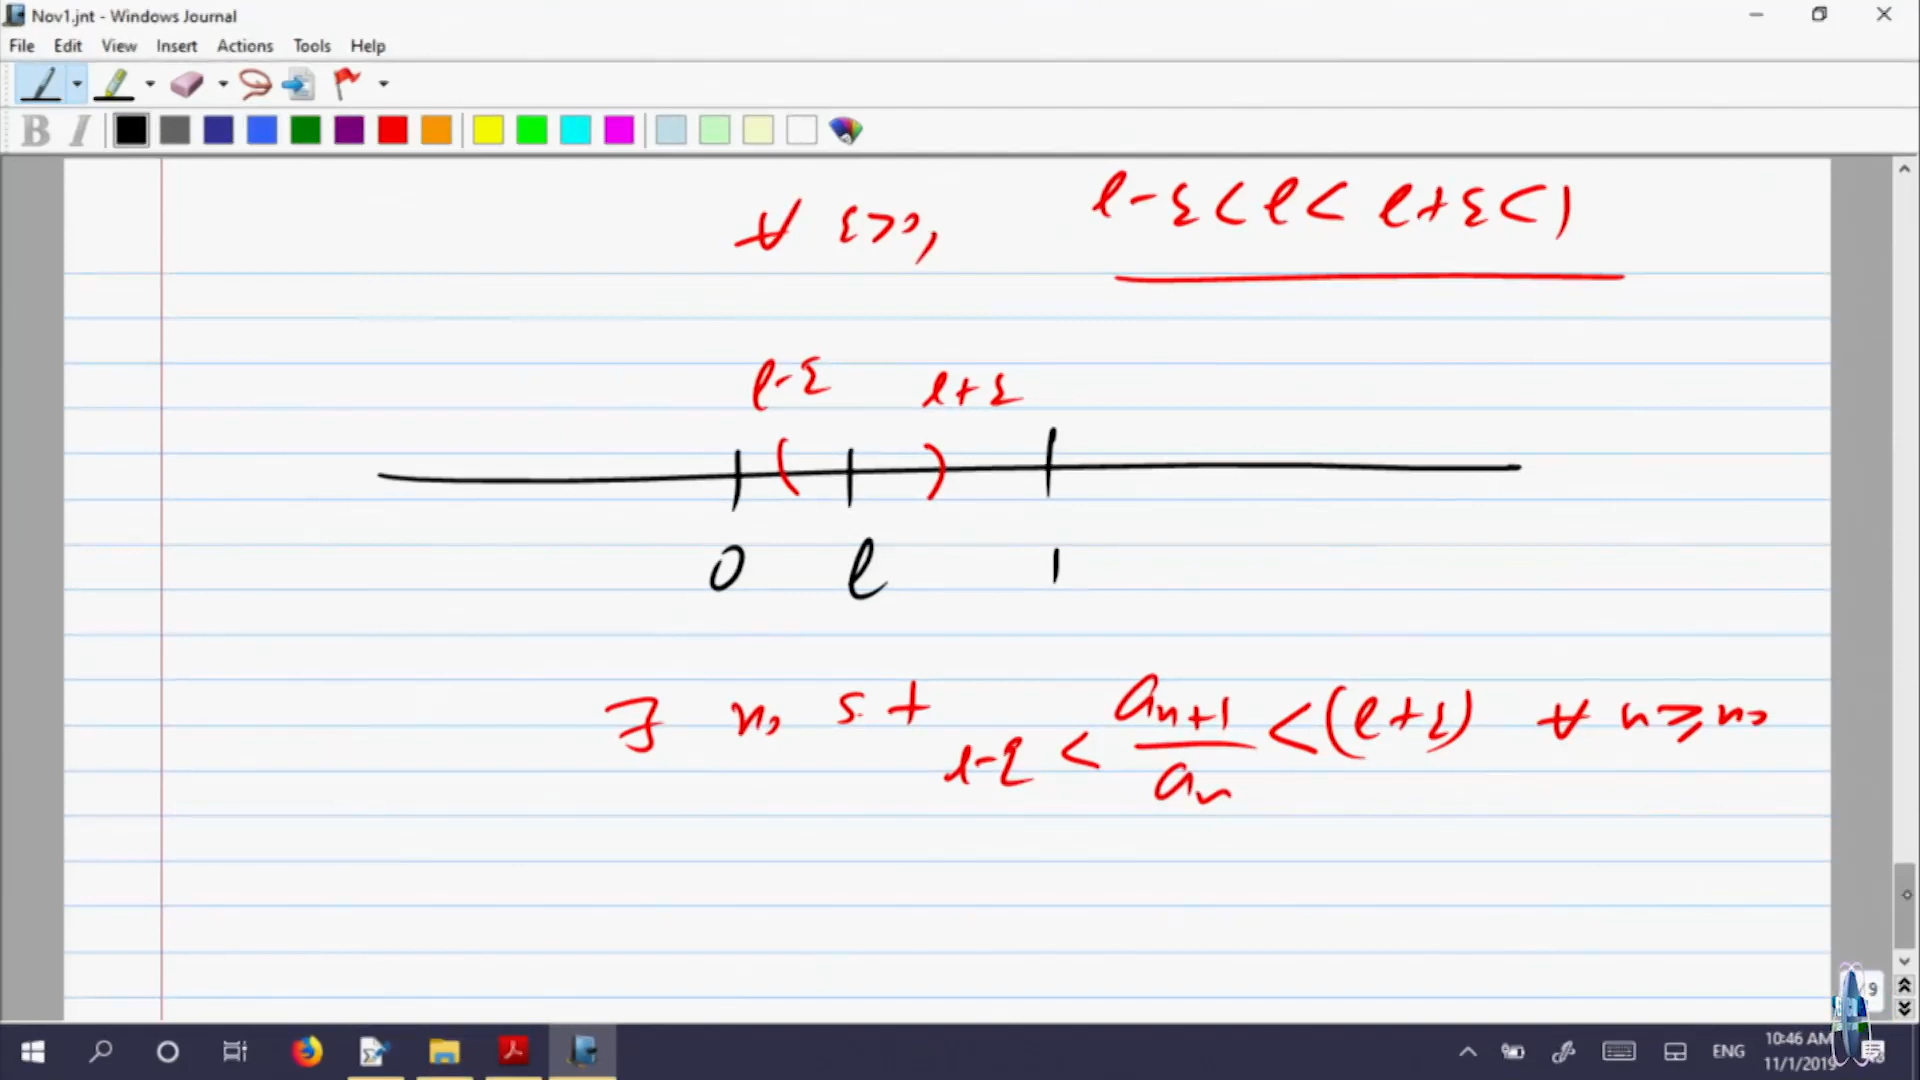 Nov1.jnt - Windows Journal
File Edit View Insert Actions Tools Help
B I
∀ ε>0, l-ε<l<l+ε<1
l-ε l+ε
( )
0 l 1
∃ n₀ s.t l-ε < aₙ₊₁/aₙ < (l+ε) ∀ n≥n₀
9
ENG
10:46 AM
11/1/2019